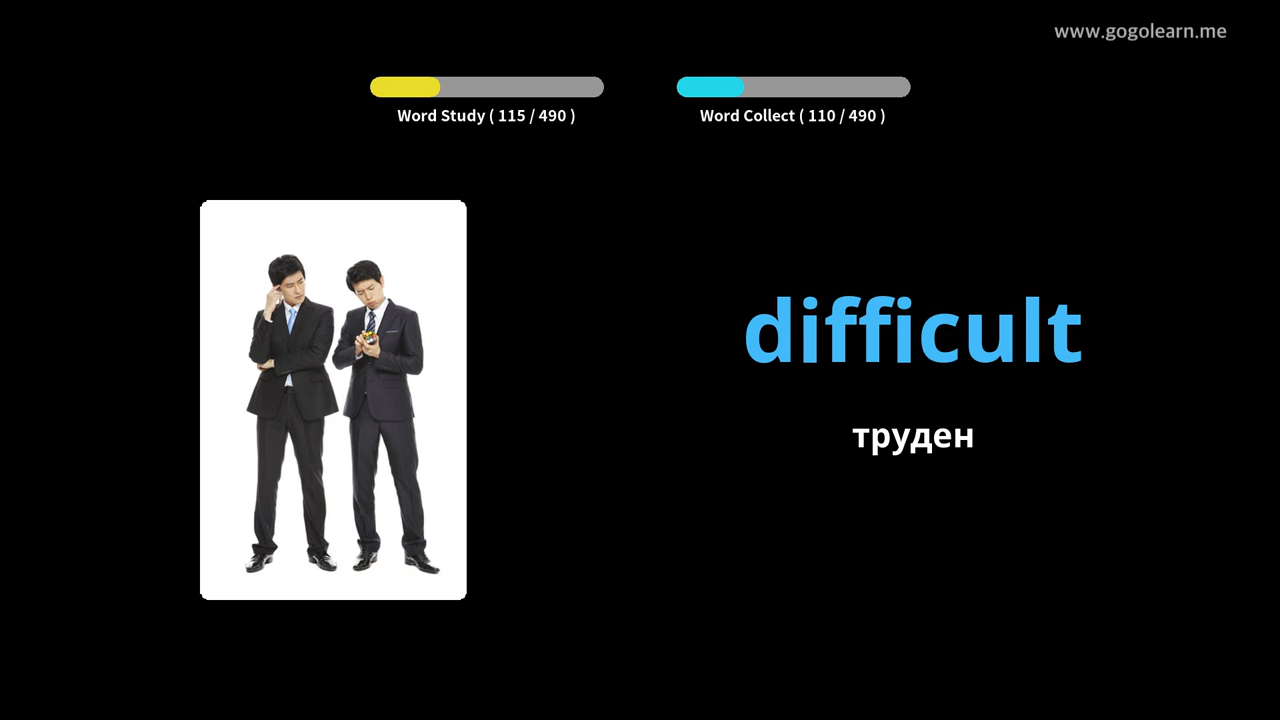 www.gogolearn.me
Word Study ( 115 / 490 )
Word Collect ( 110 / 490 )
difficult
труден